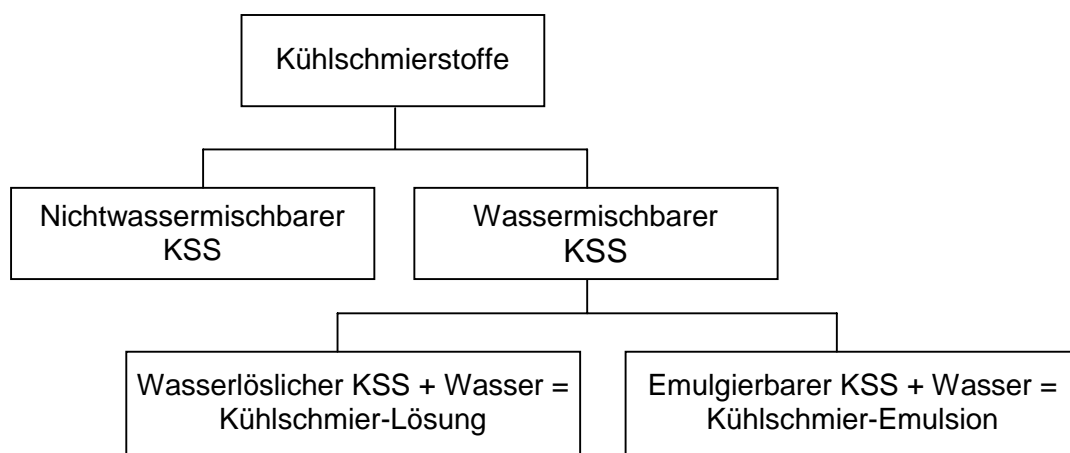 Kühlschmierstoffe
Nichtwassermischbarer
KSS
Wassermischbarer
KSS
Wasserlöslicher KSS + Wasser =
Kühlschmier-Lösung
Emulgierbarer KSS + Wasser =
Kühlschmier-Emulsion